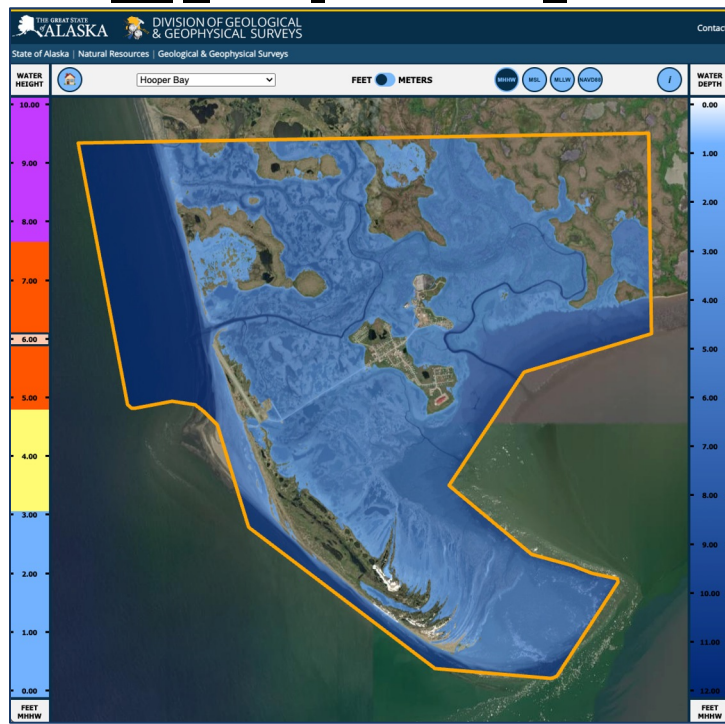 THE GREAT STATE
of ALASKA
DIVISION OF GEOLOGICAL
& GEOPHYSICAL SURVEYS
Contac
State of Alaska | Natural Resources | Geological & Geophysical Surveys
WATER
HEIGHT
Hooper Bay
FEET
METERS
MHHW
MSL
MLLW
NAVD88
i
WATER
DEPTH
10.00
9.00
8.00
7.00
6.00
5.00
4.00
3.00
2.00
1.00
0.00
FEET
MHHW
0.00
1.00
2.00
3.00
4.00
5.00
6.00
7.00
8.00
9.00
10.00
11.00
12.00
FEET
MHHW